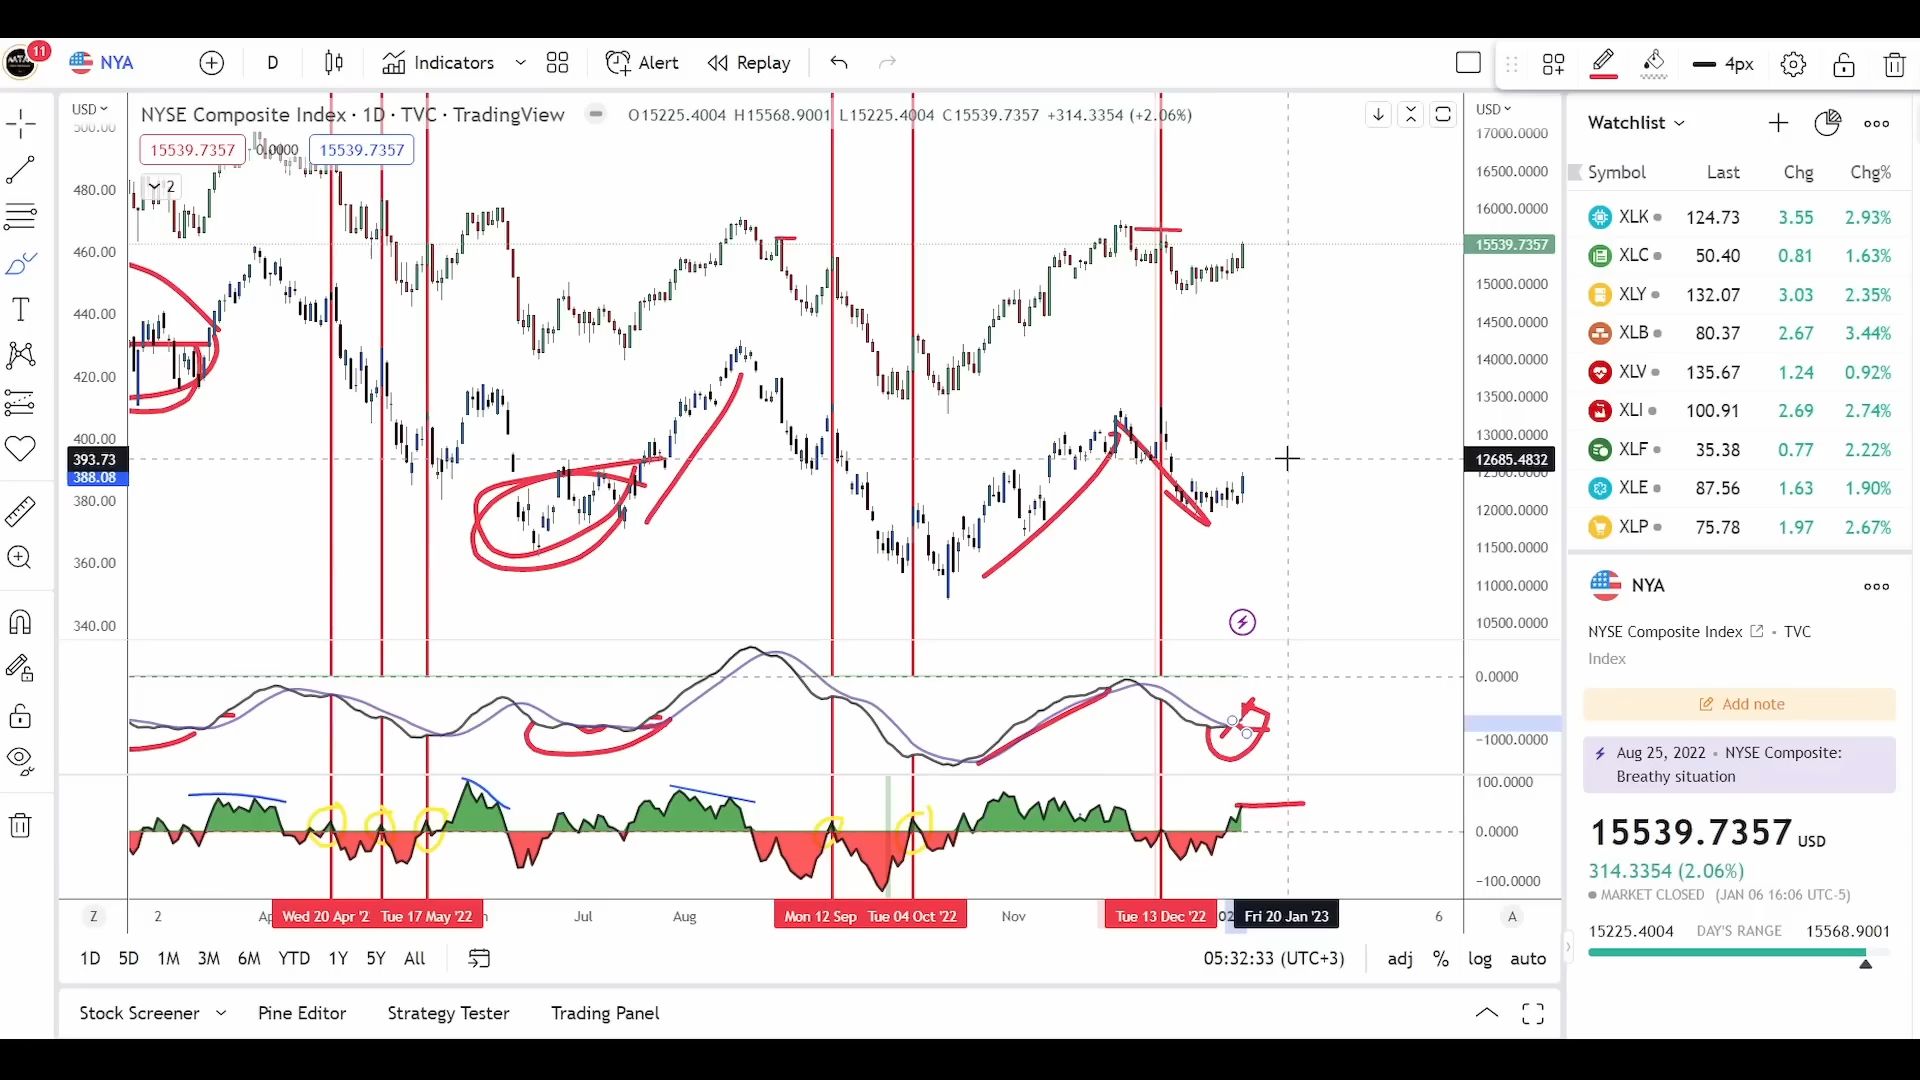 11
NYA
D
Indicators
Alert
Replay
4px
USD
NYSE Composite Index · 1D · TVC · TradingView
O15225.4004 H15568.9001 L15225.4004 C15539.7357 +314.3354 (+2.06%)
15539.7357
0.0000
15539.7357
2
500.00
480.00
460.00
440.00
420.00
400.00
393.73
388.08
380.00
360.00
340.00
USD
17000.0000
16500.0000
16000.0000
15539.7357
15000.0000
14500.0000
14000.0000
13500.0000
13000.0000
12685.4832
12500.0000
12000.0000
11500.0000
11000.0000
10500.0000
0.0000
−1000.0000
100.0000
0.0000
−100.0000
Z
2
Wed 20 Apr '2
Tue 17 May '22
Jul
Aug
Mon 12 Sep
Tue 04 Oct '22
Nov
Tue 13 Dec '22
Fri 20 Jan '23
6
A
1D
5D
1M
3M
6M
YTD
1Y
5Y
All
05:32:33 (UTC+3)
adj
%
log
auto
Stock Screener
Pine Editor
Strategy Tester
Trading Panel
Watchlist
Symbol Last Chg Chg%
XLK 124.73 3.55 2.93%
XLC 50.40 0.81 1.63%
XLY 132.07 3.03 2.35%
XLB 80.37 2.67 3.44%
XLV 135.67 1.24 0.92%
XLI 100.91 2.69 2.74%
XLF 35.38 0.77 2.22%
XLE 87.56 1.63 1.90%
XLP 75.78 1.97 2.67%
NYA
NYSE Composite Index • TVC
Index
Add note
Aug 25, 2022 • NYSE Composite:
Breathy situation
15539.7357 USD
314.3354 (2.06%)
MARKET CLOSED (JAN 06 16:06 UTC-5)
15225.4004 DAY'S RANGE 15568.9001